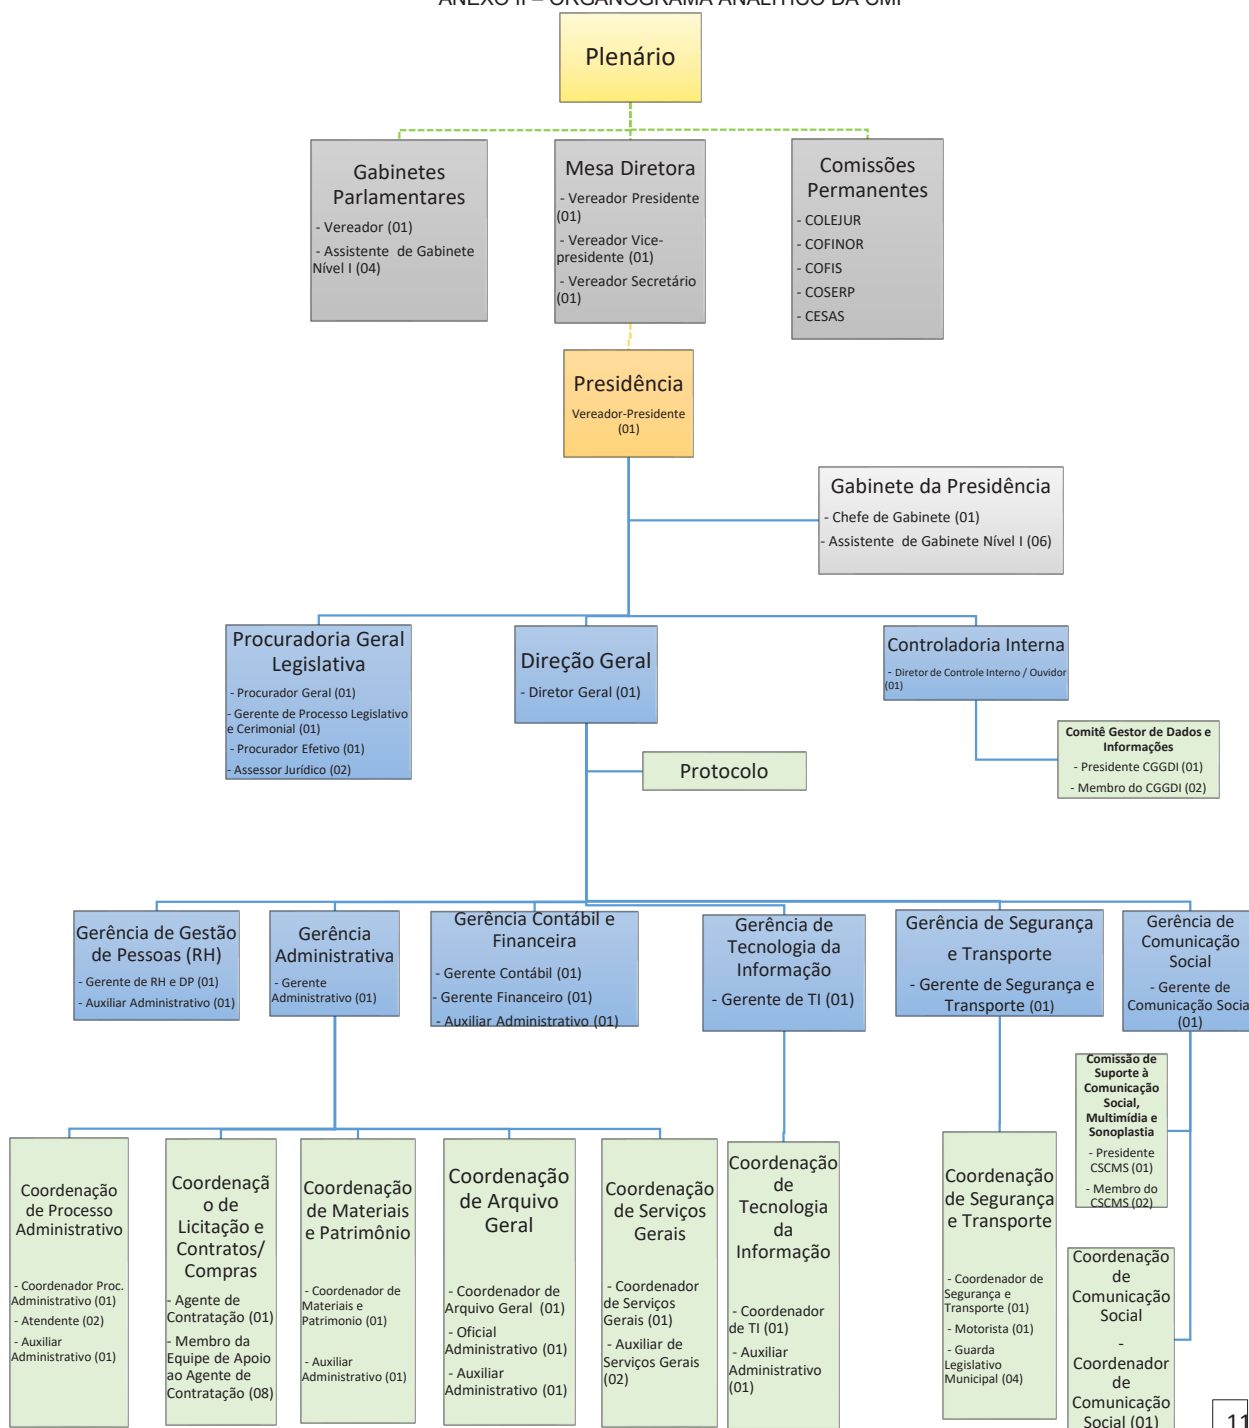 ANEXO II – ORGANOGRAMA ANALÍTICO DA CMI
Plenário
Gabinetes
Parlamentares
- Vereador (01)
- Assistente de Gabinete
Nível I (04)
Mesa Diretora
- Vereador Presidente
(01)
- Vereador Vice-
presidente (01)
- Vereador Secretário
(01)
Comissões
Permanentes
- COLEJUR
- COFINOR
- COFIS
- COSERP
- CESAS
Presidência
Vereador-Presidente
(01)
Gabinete da Presidência
- Chefe de Gabinete (01)
- Assistente de Gabinete Nível I (06)
Procuradoria Geral
Legislativa
- Procurador Geral (01)
- Gerente de Processo Legislativo
e Cerimonial (01)
- Procurador Efetivo (01)
- Assessor Jurídico (02)
Direção Geral
- Diretor Geral (01)
Controladoria Interna
- Diretor de Controle Interno / Ouvidor
(01)
Comitê Gestor de Dados e
Informações
- Presidente CGGDI (01)
- Membro do CGGDI (02)
Protocolo
Gerência de Gestão
de Pessoas (RH)
- Gerente de RH e DP (01)
- Auxiliar Administrativo (01)
Gerência
Administrativa
- Gerente
Administrativo (01)
Gerência Contábil e
Financeira
- Gerente Contábil (01)
- Gerente Financeiro (01)
- Auxiliar Administrativo (01)
Gerência de
Tecnologia da
Informação
- Gerente de TI (01)
Gerência de Segurança
e Transporte
- Gerente de Segurança e
Transporte (01)
Gerência de
Comunicação
Social
- Gerente de
Comunicação Social
(01)
Comissão de
Suporte à
Comunicação
Social,
Multimídia e
Sonoplastia
- Presidente
CSCMS (01)
- Membro do
CSCMS (02)
Coordenação
de Processo
Administrativo
- Coordenador Proc.
Administrativo (01)
- Atendente (02)
- Auxiliar
Administrativo (01)
Coordenaçã
o de
Licitação e
Contratos/
Compras
- Agente de
Contratação (01)
- Membro da
Equipe de Apoio
ao Agente de
Contratação (08)
Coordenação
de Materiais
e Patrimônio
- Coordenador de
Materiais e
Patrimonio (01)
- Auxiliar
Administrativo (01)
Coordenação
de Arquivo
Geral
- Coordenador de
Arquivo Geral (01)
- Oficial
Administrativo (01)
- Auxiliar
Administrativo (01)
Coordenação
de Serviços
Gerais
- Coordenador
de Serviços
Gerais (01)
- Auxiliar de
Serviços Gerais
(02)
Coordenação
de
Tecnologia
da
Informação
- Coordenador
de TI (01)
- Auxiliar
Administrativo
(01)
Coordenação
de Segurança
e Transporte
- Coordenador de
Segurança e
Transporte (01)
- Motorista (01)
- Guarda
Legislativo
Municipal (04)
Coordenação
de
Comunicação
Social
-
Coordenador
de
Comunicação
Social (01)
11